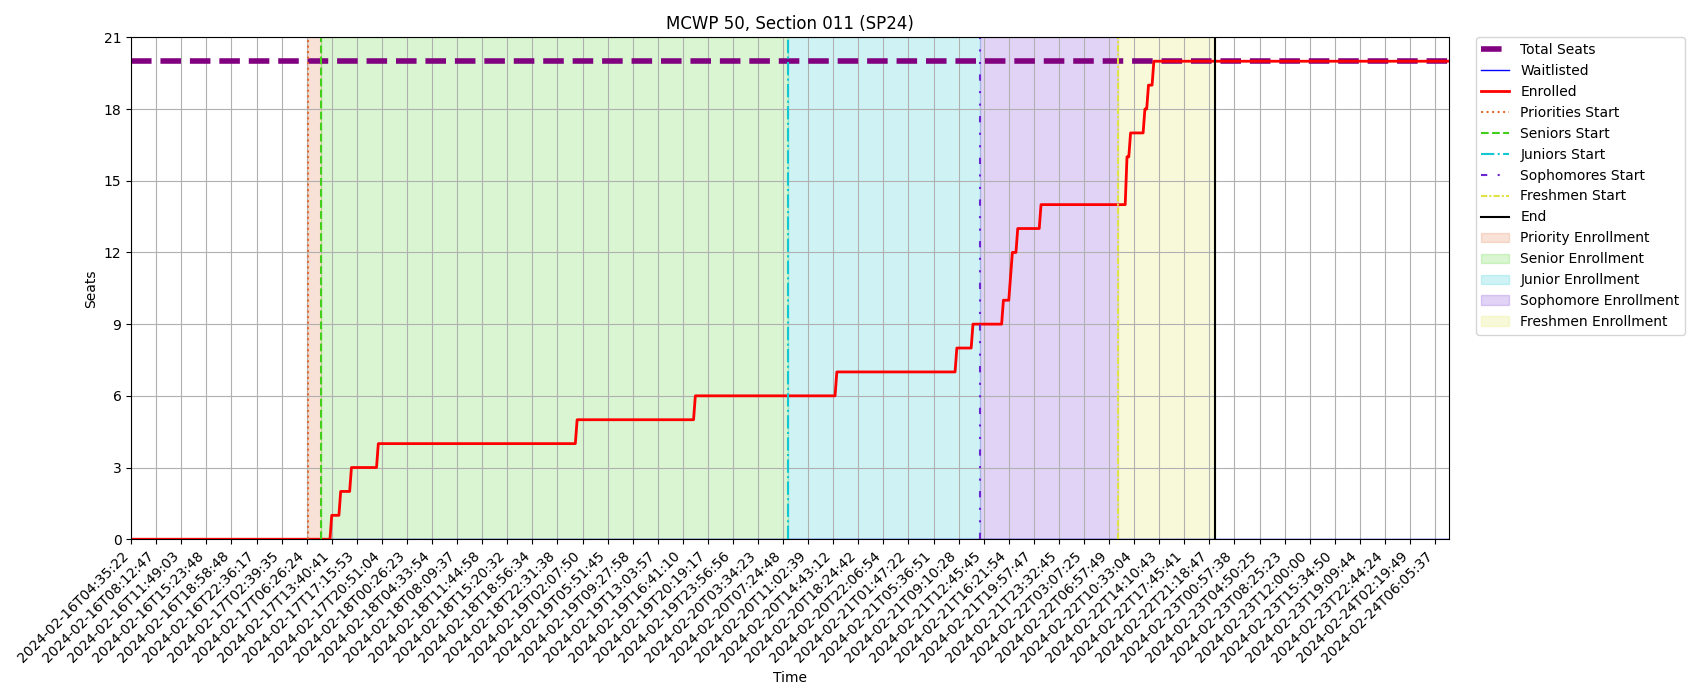 MCWP 50, Section 011 (SP24)
21
18
15
12
9
6
3
0
Seats
2024-02-16T04:35:22
2024-02-16T08:12:47
2024-02-16T11:49:03
2024-02-16T15:23:48
2024-02-16T18:58:48
2024-02-16T22:36:17
2024-02-17T02:39:35
2024-02-17T06:26:24
2024-02-17T13:40:41
2024-02-17T17:15:53
2024-02-17T20:51:04
2024-02-18T00:26:23
2024-02-18T04:33:54
2024-02-18T08:09:37
2024-02-18T11:44:58
2024-02-18T15:20:32
2024-02-18T18:56:34
2024-02-18T22:31:38
2024-02-19T02:07:50
2024-02-19T05:51:45
2024-02-19T09:27:58
2024-02-19T13:03:57
2024-02-19T16:41:10
2024-02-19T20:19:17
2024-02-19T23:56:56
2024-02-20T03:34:23
2024-02-20T07:24:48
2024-02-20T11:02:39
2024-02-20T14:43:12
2024-02-20T18:24:42
2024-02-20T22:06:54
2024-02-21T01:47:22
2024-02-21T05:36:51
2024-02-21T09:10:28
2024-02-21T12:45:45
2024-02-21T16:21:54
2024-02-21T19:57:47
2024-02-21T23:32:45
2024-02-22T03:07:25
2024-02-22T06:57:49
2024-02-22T10:33:04
2024-02-22T14:10:43
2024-02-22T17:45:41
2024-02-22T21:18:47
2024-02-23T00:57:38
2024-02-23T04:50:25
2024-02-23T08:25:23
2024-02-23T12:00:00
2024-02-23T15:34:50
2024-02-23T19:09:44
2024-02-23T22:44:24
2024-02-24T02:19:49
2024-02-24T06:05:37
Time
Total Seats
Waitlisted
Enrolled
Priorities Start
Seniors Start
Juniors Start
Sophomores Start
Freshmen Start
End
Priority Enrollment
Senior Enrollment
Junior Enrollment
Sophomore Enrollment
Freshmen Enrollment